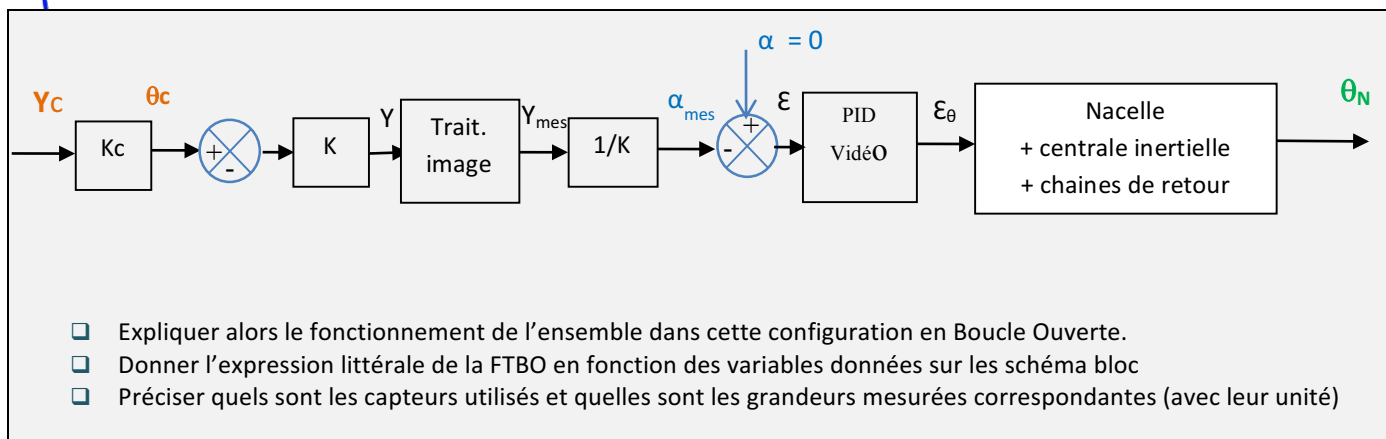 α = 0
Yc
θc
Kc
+
-
K
Y
Trait.
image
Ymes
1/K
αmes
+
-
ε
PID
VidéO
εθ
Nacelle
+ centrale inertielle
+ chaines de retour
θN
❑ Expliquer alors le fonctionnement de l’ensemble dans cette configuration en Boucle Ouverte.
❑ Donner l’expression littérale de la FTBO en fonction des variables données sur les schéma bloc
❑ Préciser quels sont les capteurs utilisés et quelles sont les grandeurs mesurées correspondantes (avec leur unité)